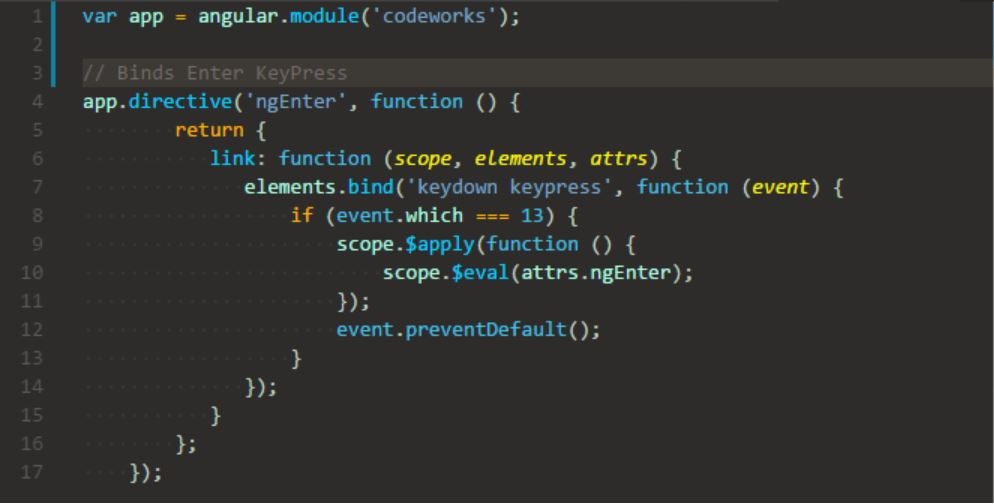 1 var app = angular.module('codeworks');
2
3 // Binds Enter KeyPress
4 app.directive('ngEnter', function () {
5 return {
6 link: function (scope, elements, attrs) {
7 elements.bind('keydown keypress', function (event) {
8 if (event.which === 13) {
9 scope.$apply(function () {
10 scope.$eval(attrs.ngEnter);
11 });
12 event.preventDefault();
13 }
14 });
15 }
16 };
17 });